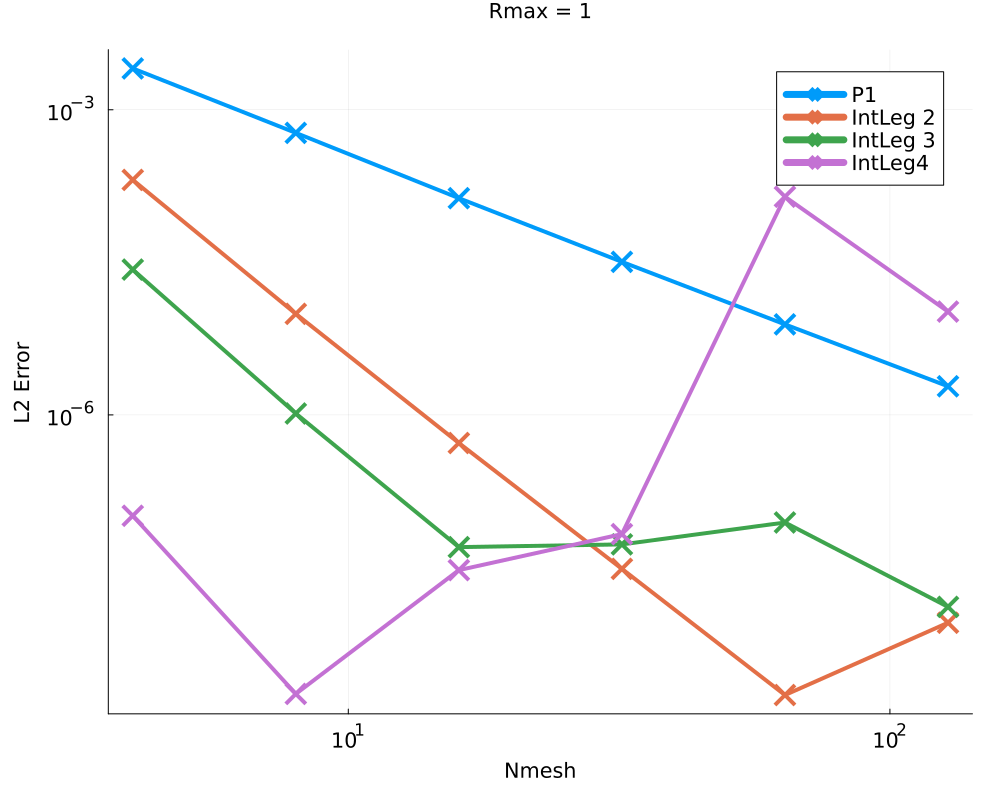 Rmax = 1
P1
IntLeg 2
IntLeg 3
IntLeg4
10^-3
10^-6
L2 Error
10^1
10^2
Nmesh